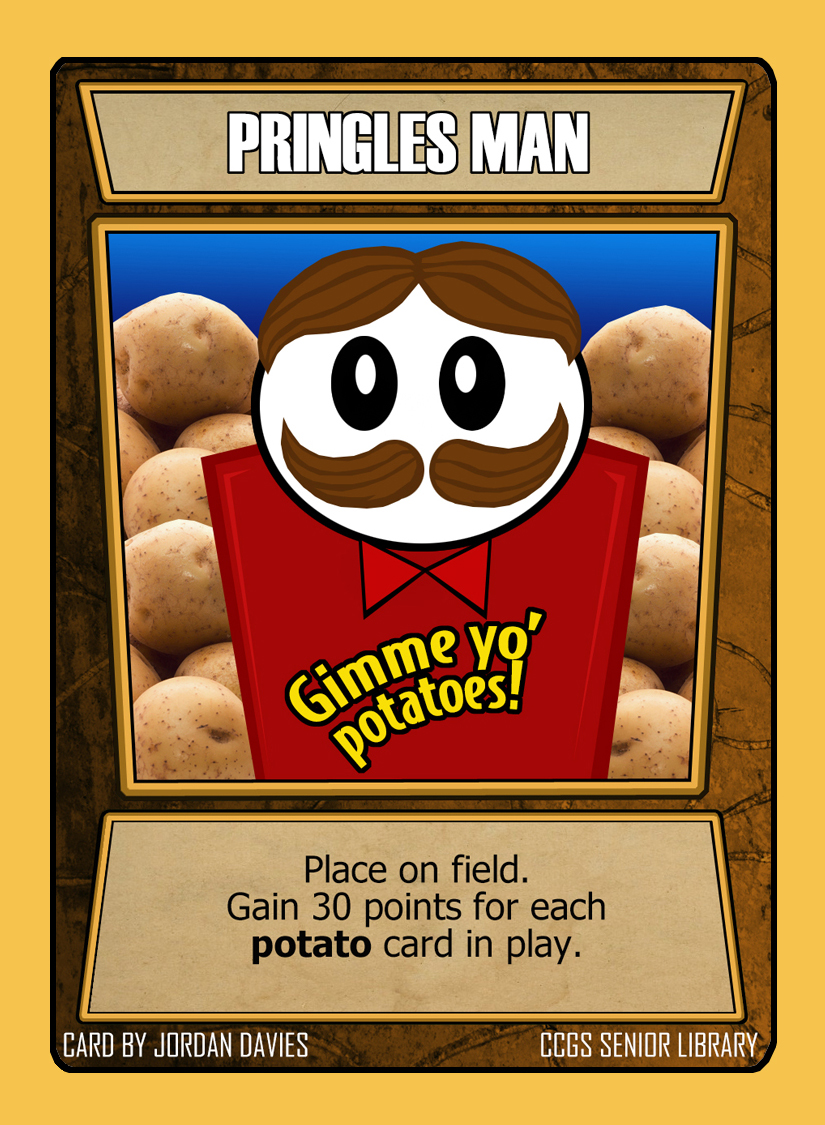 PRINGLES MAN
Gimme yo'
potatoes!
Place on field.
Gain 30 points for each
potato card in play.
CARD BY JORDAN DAVIES
CCGS SENIOR LIBRARY